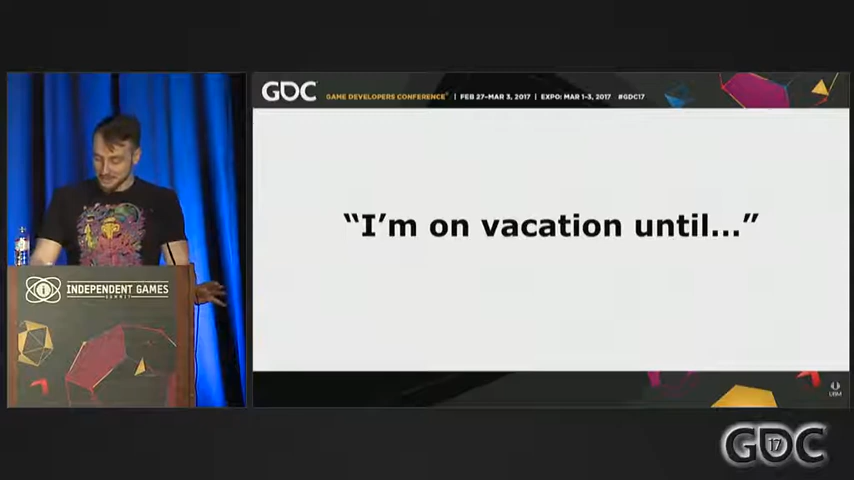 GDC
GAME DEVELOPERS CONFERENCE | FEB 27–MAR 3, 2017 | EXPO: MAR 1–3, 2017 #GDC17
“I’m on vacation until...”
i INDEPENDENT GAMES
SUMMIT
UBM
GDC
17